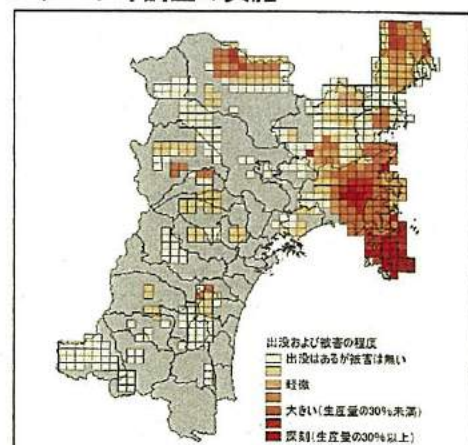 出没および被害の程度
出没はあるが被害は無い
軽微
大きい(生産量の30%未満)
深刻(生産量の30%以上)